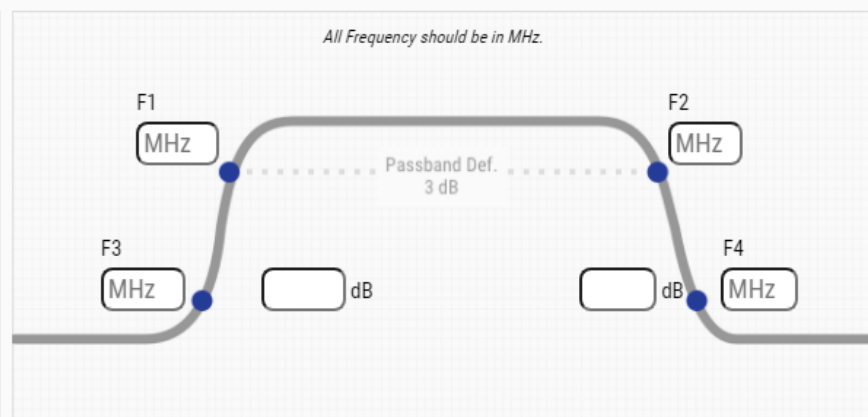 All Frequency should be in MHz.
F1
F2
MHz
MHz
Passband Def.
3 dB
F3
F4
MHz
dB
dB
MHz